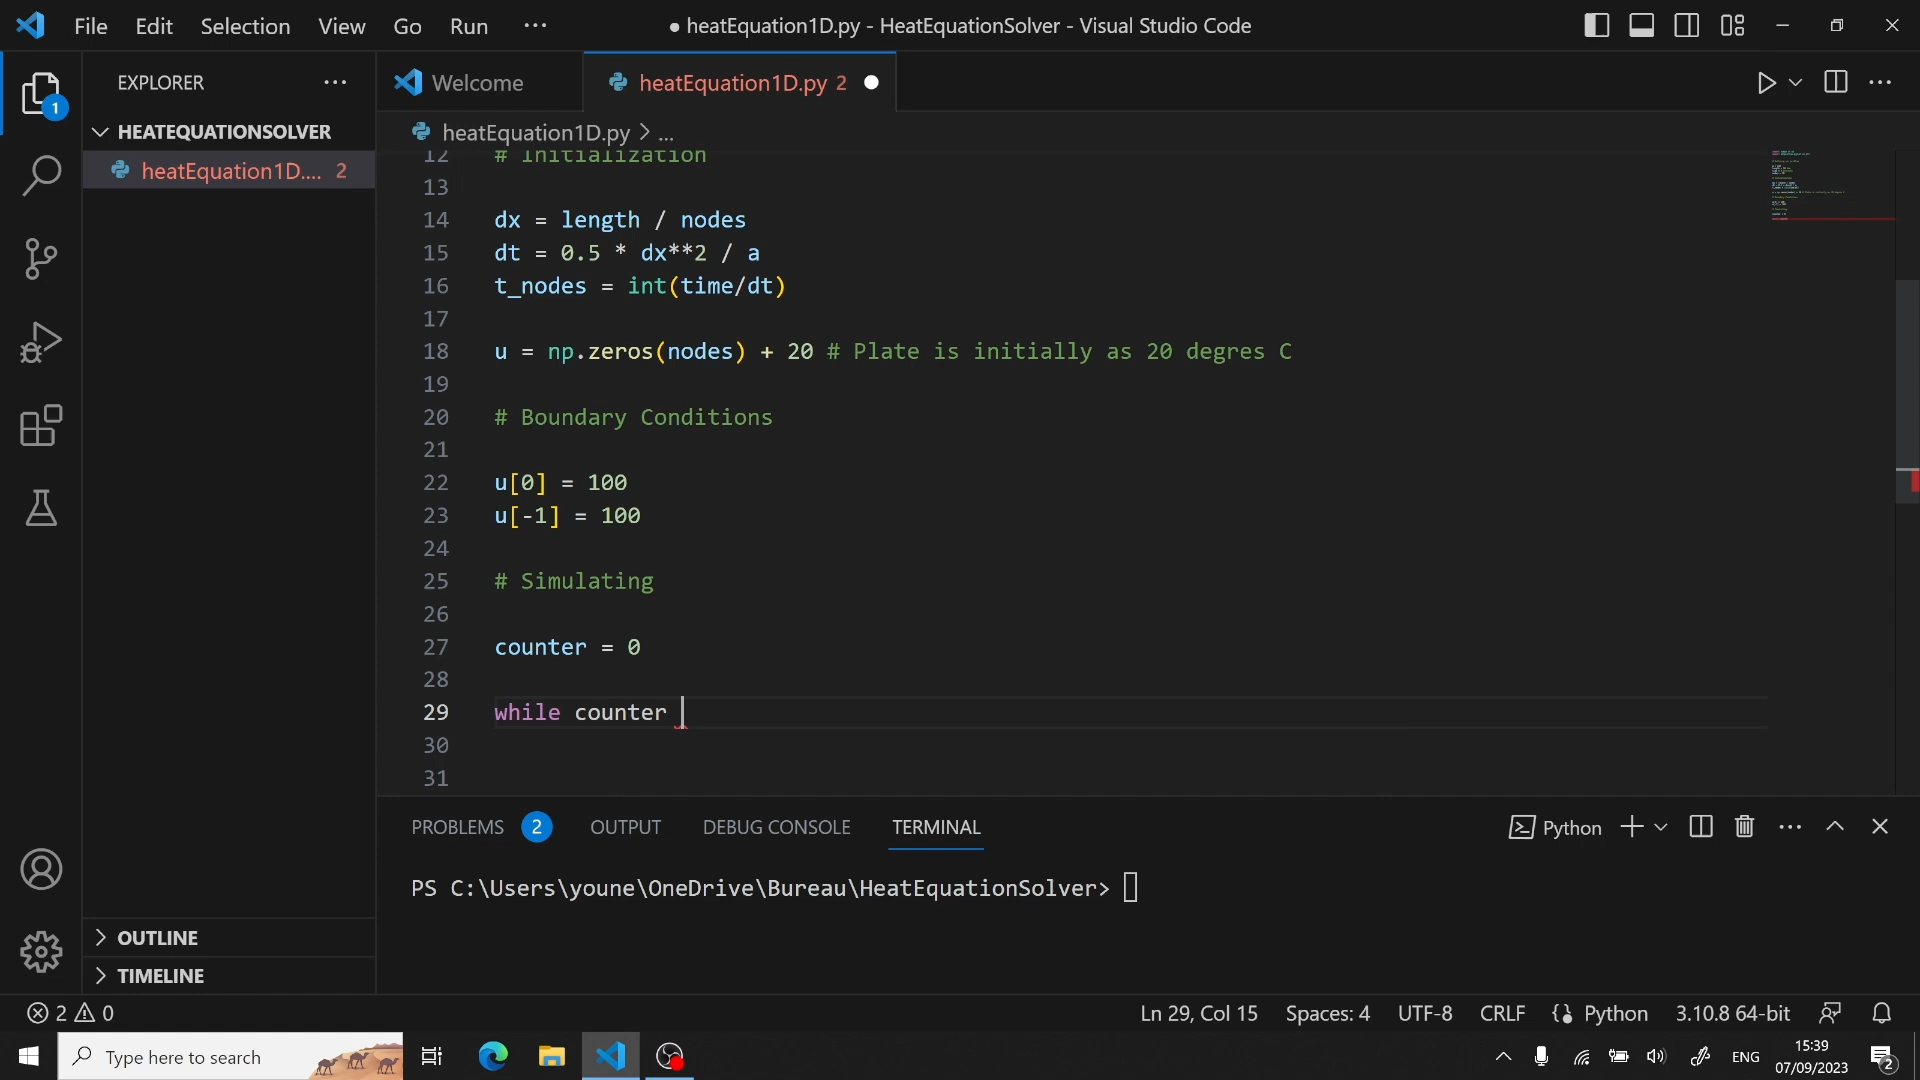 File Edit Selection View Go Run ··· ● heatEquation1D.py - HeatEquationSolver - Visual Studio Code
1
EXPLORER ···
HEATEQUATIONSOLVER
heatEquation1D.... 2
OUTLINE
TIMELINE
Welcome heatEquation1D.py 2 ●
heatEquation1D.py > ...
12 # Initialization
13
14 dx = length / nodes
15 dt = 0.5 * dx**2 / a
16 t_nodes = int(time/dt)
17
18 u = np.zeros(nodes) + 20 # Plate is initially as 20 degres C
19
20 # Boundary Conditions
21
22 u[0] = 100
23 u[-1] = 100
24
25 # Simulating
26
27 counter = 0
28
29 while counter
30
31
PROBLEMS 2 OUTPUT DEBUG CONSOLE TERMINAL Python
PS C:\Users\youne\OneDrive\Bureau\HeatEquationSolver>
2 0 Ln 29, Col 15 Spaces: 4 UTF-8 CRLF Python 3.10.8 64-bit
Type here to search ENG 15:39
07/09/2023 2